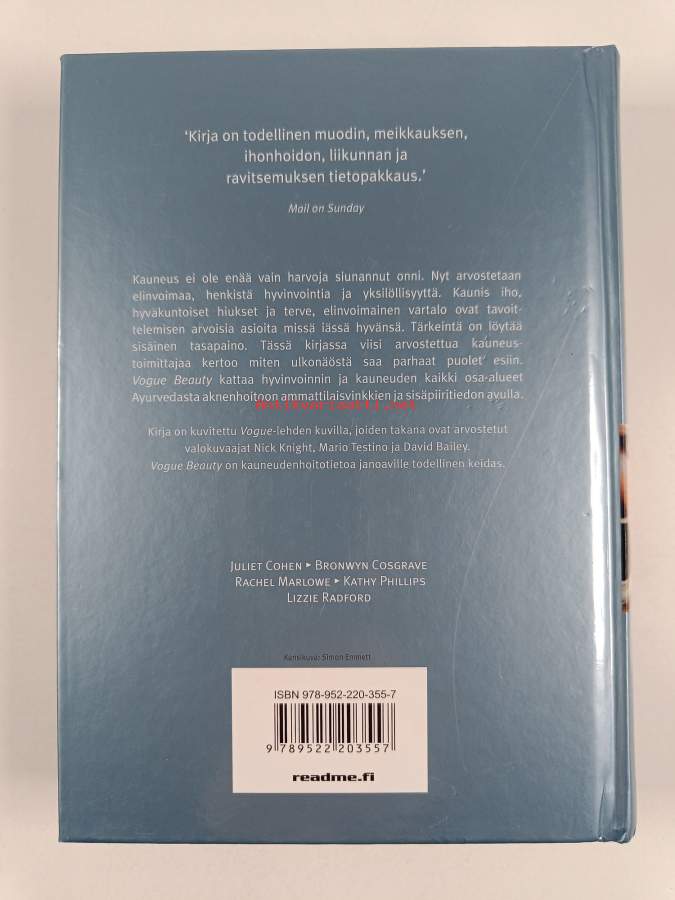 ‘Kirja on todellinen muodin, meikkauksen,
ihonhoidon, liikunnan ja
ravitsemuksen tietopakkaus.’
Mail on Sunday
Kauneus ei ole enää vain harvoja siunannut onni. Nyt arvostetaan
elinvoimaa, henkistä hyvinvointia ja yksilöllisyyttä. Kaunis iho,
hyväkuntoiset hiukset ja terve, elinvoimainen vartalo ovat tavoit-
telemisen arvoisia asioita missä iässä hyvänsä. Tärkeintä on löytää
sisäinen tasapaino. Tässä kirjassa viisi arvostettua kauneus-
toimittajaa kertoo miten ulkonäöstä saa parhaat puolet esiin.
Vogue Beauty kattaa hyvinvoinnin ja kauneuden kaikki osa-alueet
Ayurvedasta aknenhoitoon ammattilaisvinkkien ja sisäpiiritiedon avulla.
Antikvariaatti.net
Kirja on kuvitettu Vogue-lehden kuvilla, joiden takana ovat arvostetut
valokuvaajat Nick Knight, Mario Testino ja David Bailey.
Vogue Beauty on kauneudenhoitotietoa janoaville todellinen keidas.
JULIET COHEN ▸ BRONWYN COSGRAVE
RACHEL MARLOWE ▸ KATHY PHILLIPS
LIZZIE RADFORD
Kansikuva: Simon Emmett
ISBN 978-952-220-355-7
9 789522 203557
readme.fi